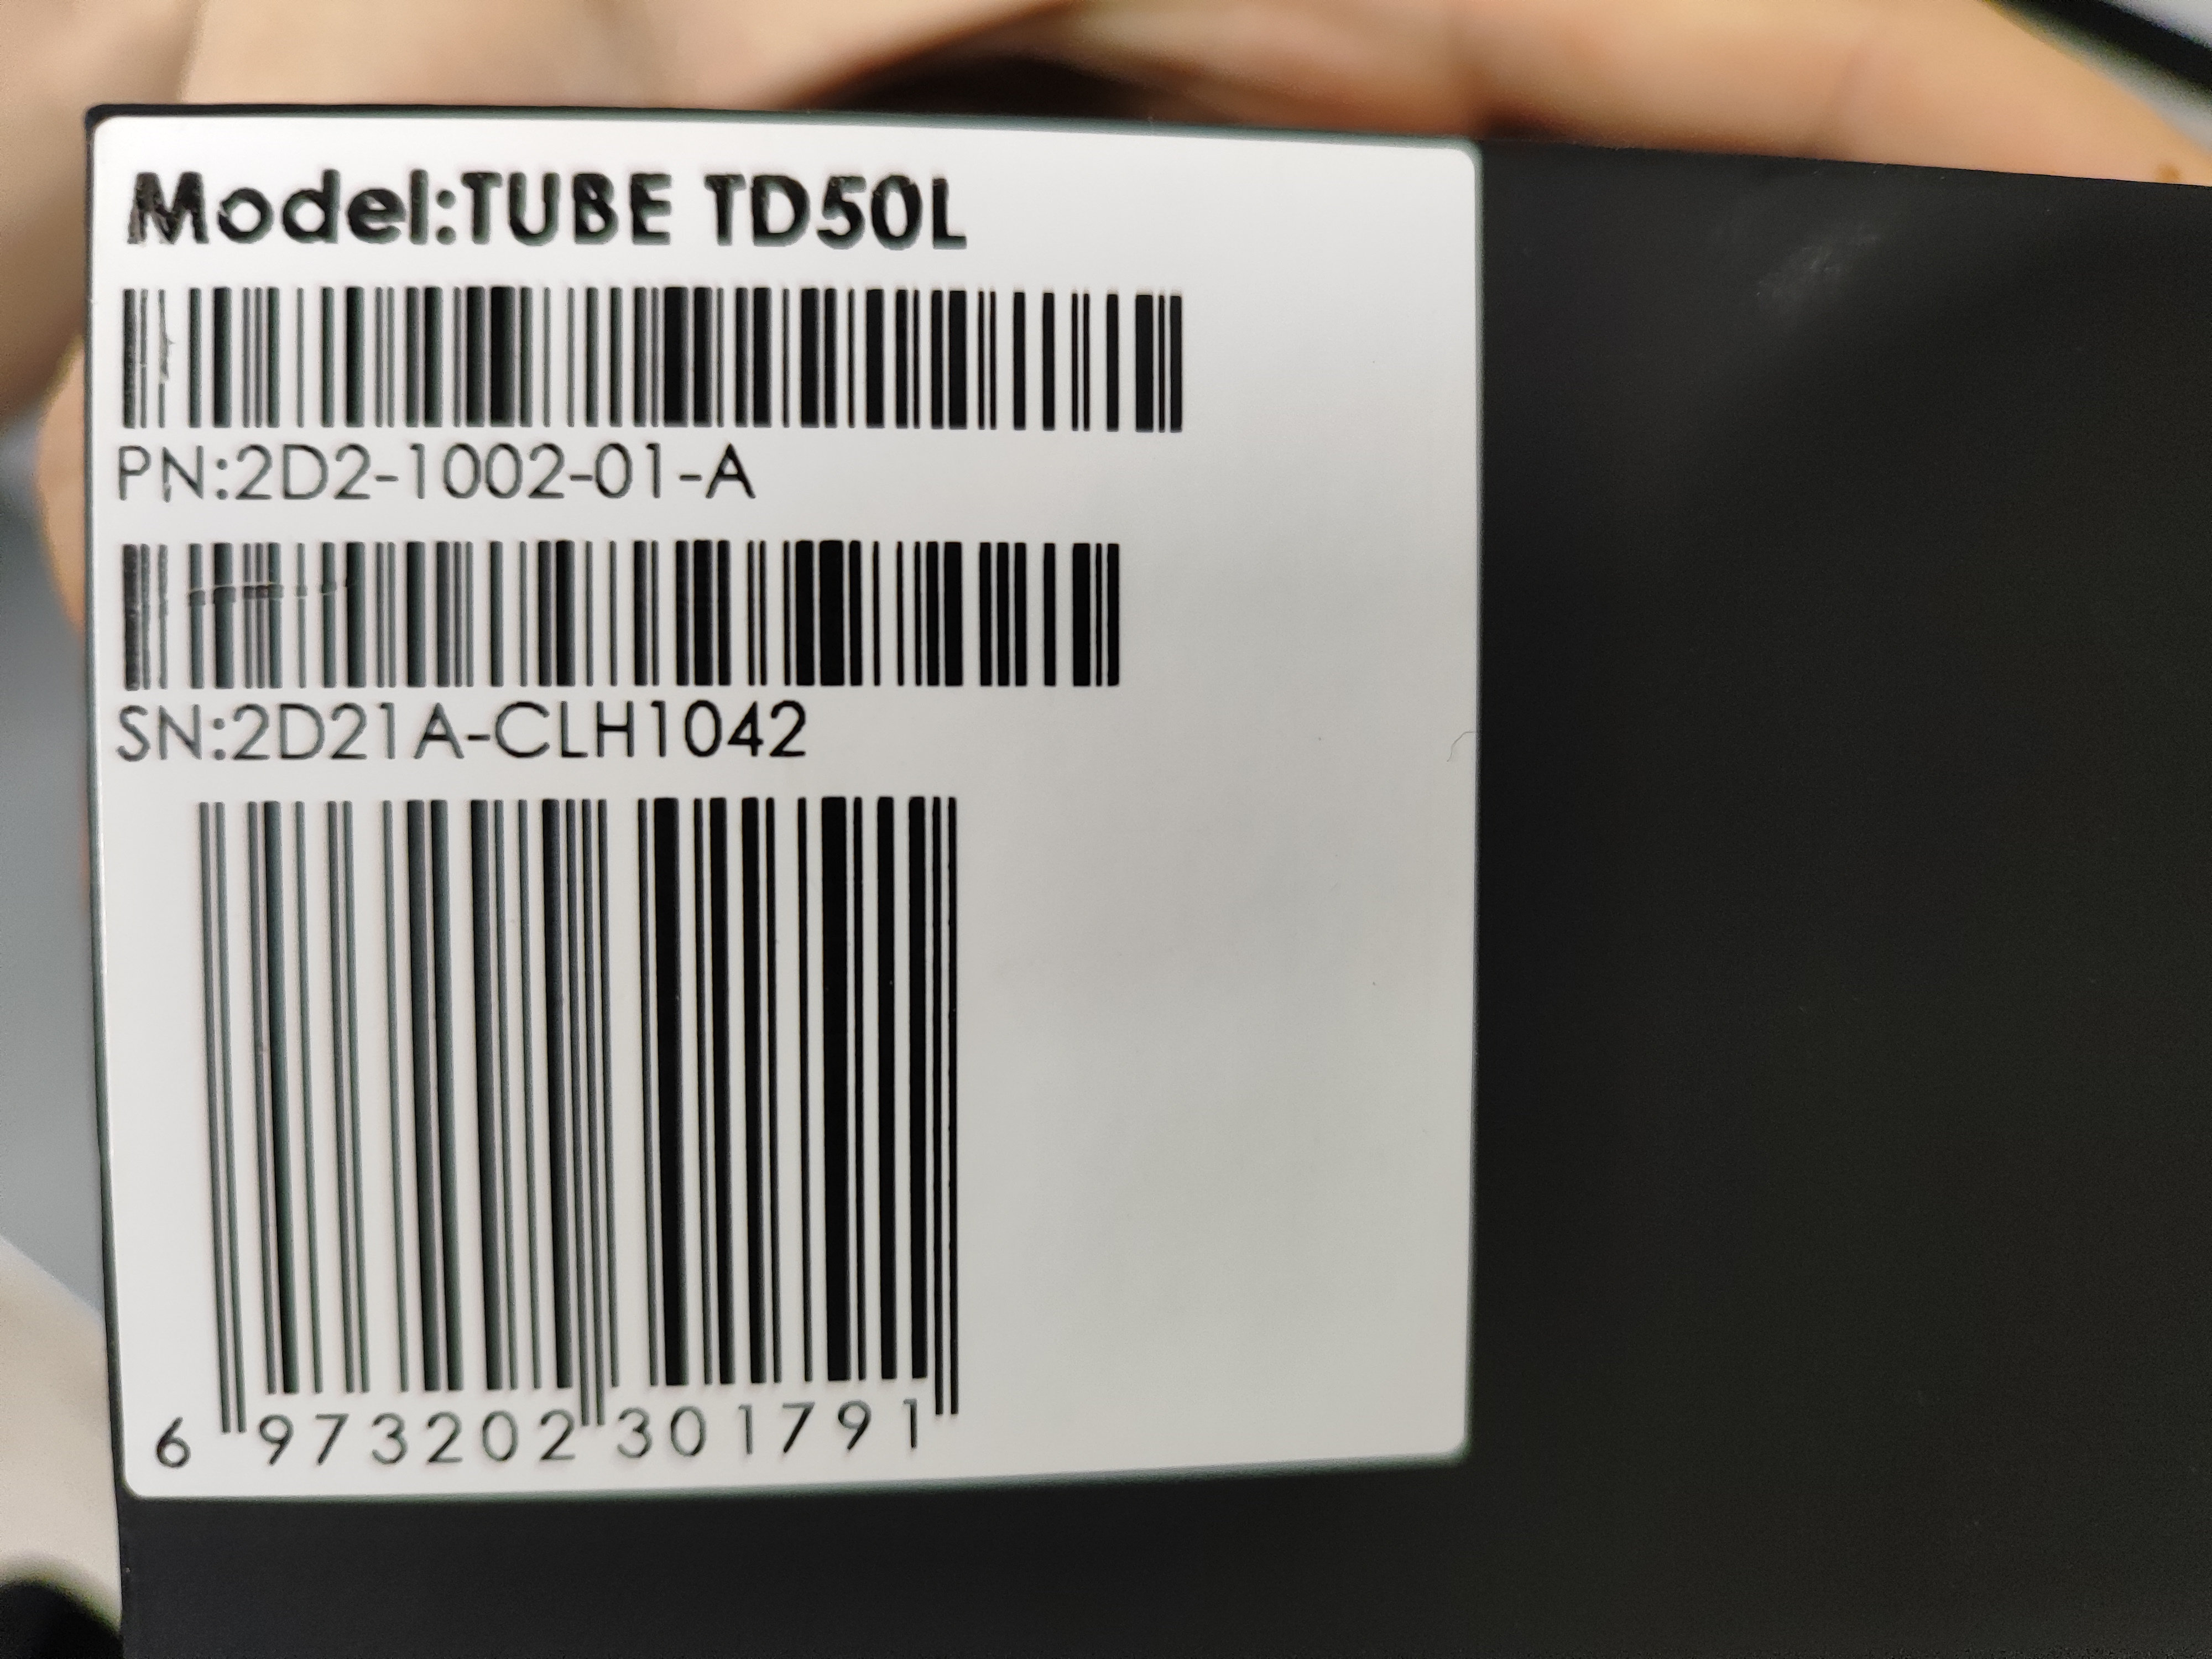 Model:TUBE TD50L
PN:2D2-1002-01-A
SN:2D21A-CLH1042
6 973202 301791